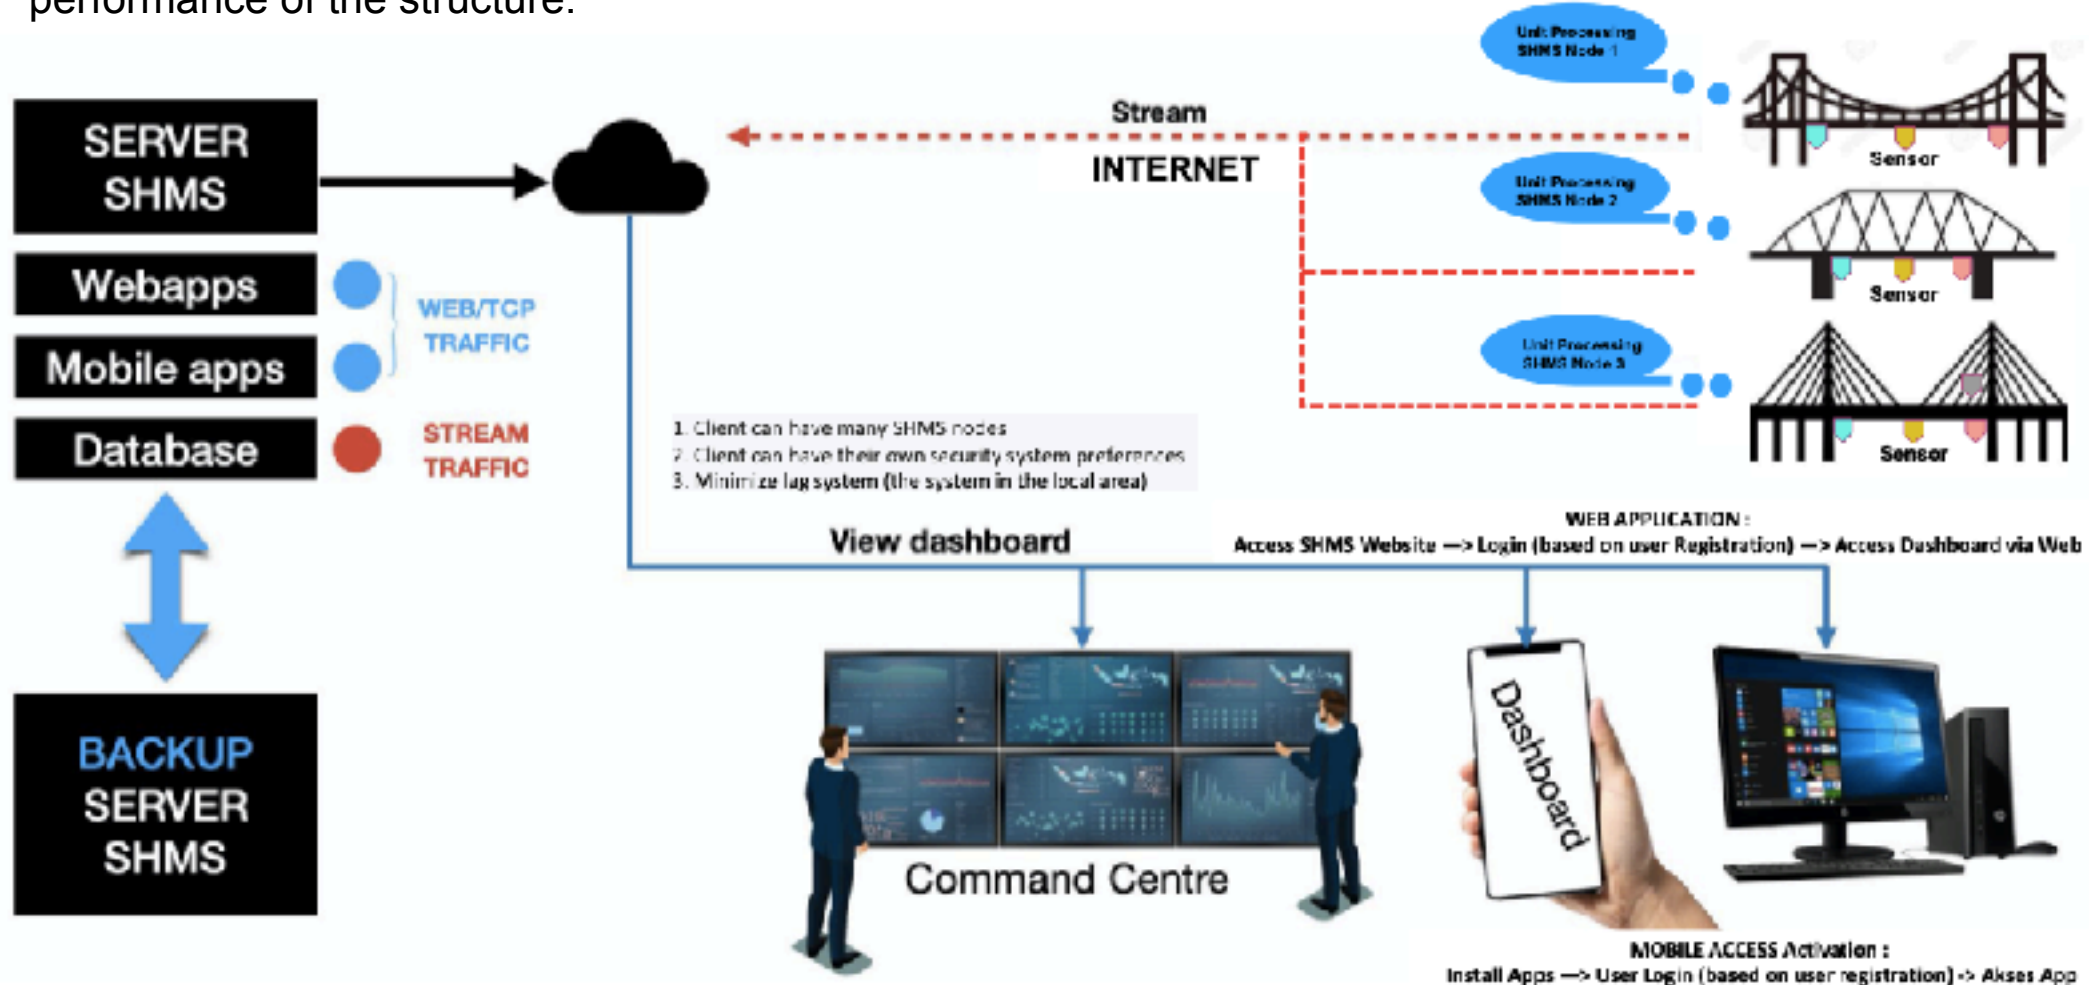 performance of the structure.
SERVER
SHMS
Webapps
Mobile apps
Database
WEB/TCP
TRAFFIC
STREAM
TRAFFIC
BACKUP
SERVER
SHMS
Stream
INTERNET
Unit Processing
SHMS Node 1
Sensor
Unit Processing
SHMS Node 2
Sensor
Unit Processing
SHMS Node 3
Sensor
1. Client can have many SHMS nodes
2. Client can have their own security system preferences
3. Minimize lag system (the system in the local area)
View dashboard
WEB APPLICATION :
Access SHMS Website —> Login (based on user Registration) —> Access Dashboard via Web
Command Centre
Dashboard
MOBILE ACCESS Activation :
Install Apps —> User Login (based on user registration) -> Akses App